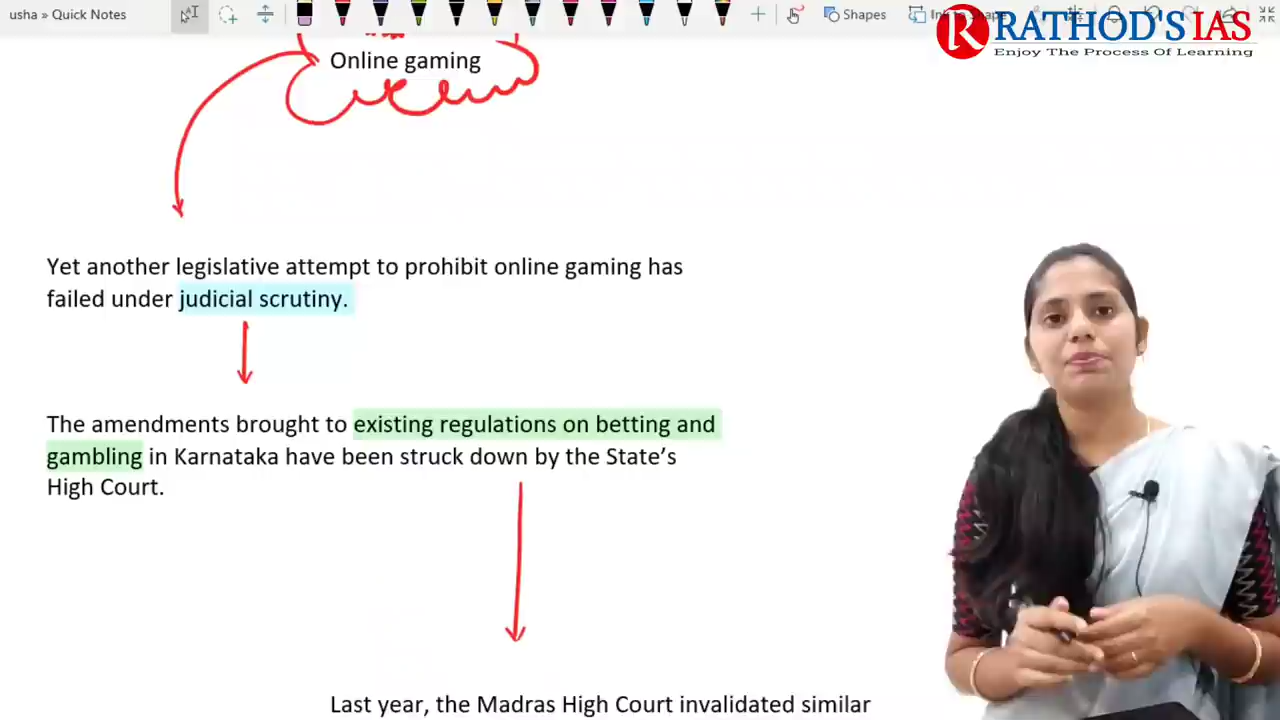 usha » Quick Notes
Shapes
RATHOD'S IAS
Enjoy The Process Of Learning
Online gaming
Yet another legislative attempt to prohibit online gaming has
failed under judicial scrutiny.
The amendments brought to existing regulations on betting and
gambling in Karnataka have been struck down by the State’s
High Court.
Last year, the Madras High Court invalidated similar